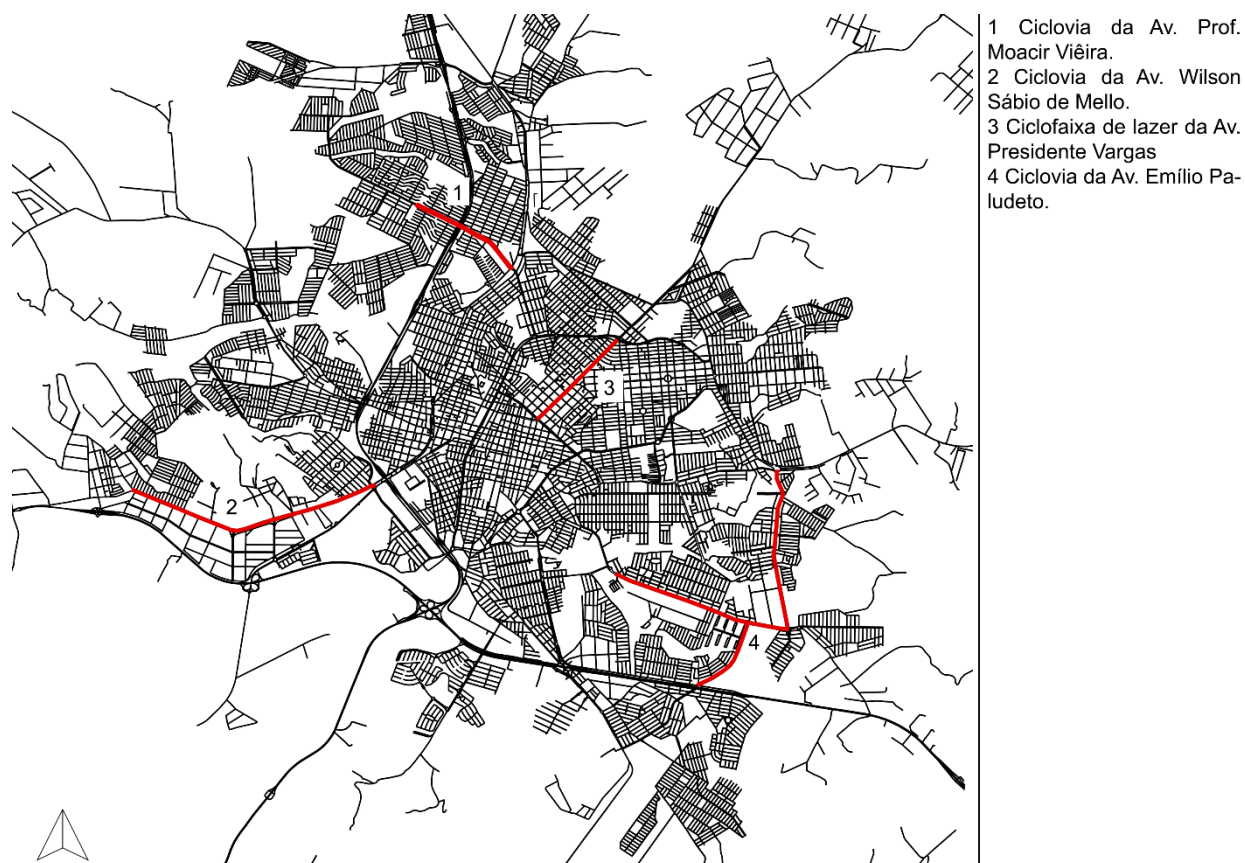 1 Ciclovia da Av. Prof.
Moacir Viêira.
2 Ciclovia da Av. Wilson
Sábio de Mello.
3 Ciclofaixa de lazer da Av.
Presidente Vargas
4 Ciclovia da Av. Emílio Pa-
ludeto.
1
3
2
4